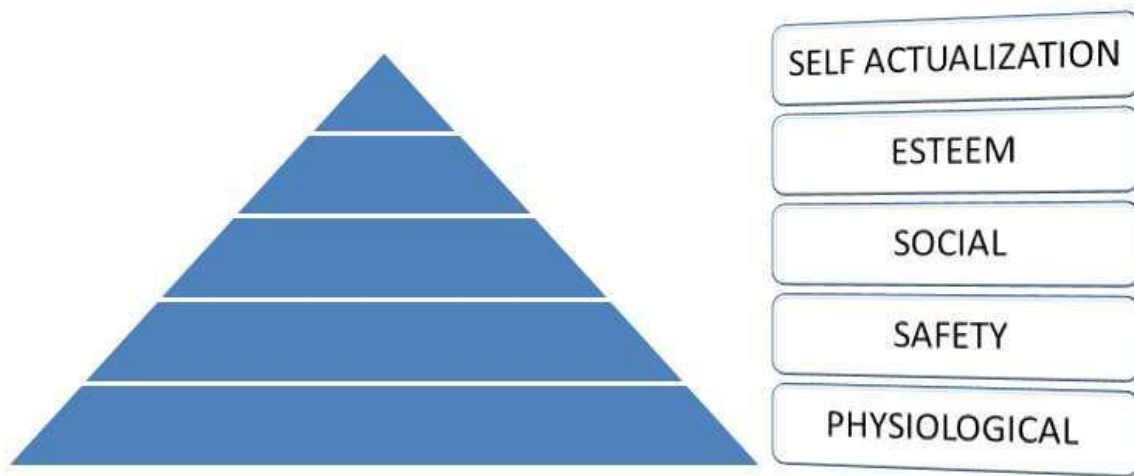 SELF ACTUALIZATION
ESTEEM
SOCIAL
SAFETY
PHYSIOLOGICAL